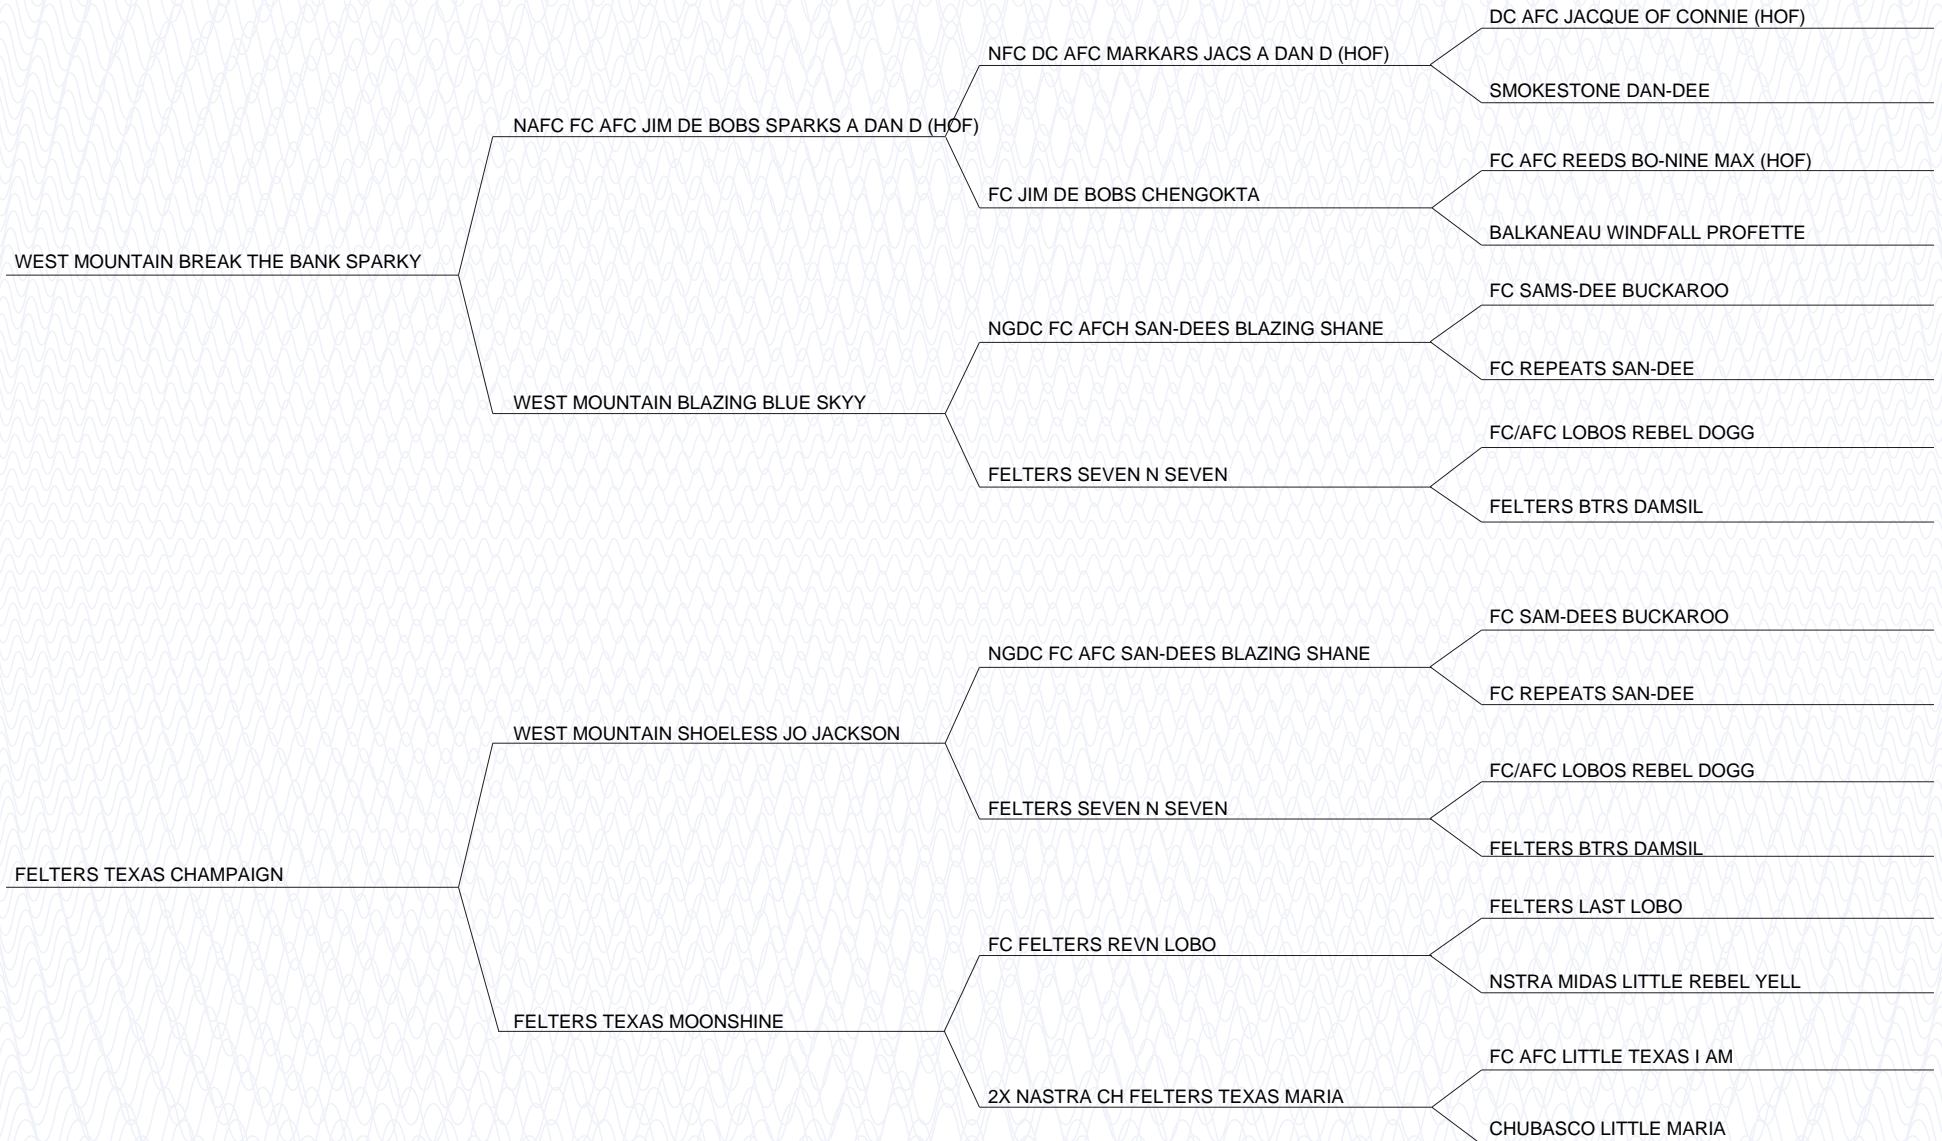 DC AFC JACQUE OF CONNIE (HOF)
NFC DC AFC MARKARS JACS A DAN D (HOF)
SMOKESTONE DAN-DEE
NAFC FC AFC JIM DE BOBS SPARKS A DAN D (HOF)
FC AFC REEDS BO-NINE MAX (HOF)
FC JIM DE BOBS CHENGOKTA
BALKANEAU WINDFALL PROFETTE
WEST MOUNTAIN BREAK THE BANK SPARKY
FC SAMS-DEE BUCKAROO
NGDC FC AFCH SAN-DEES BLAZING SHANE
FC REPEATS SAN-DEE
WEST MOUNTAIN BLAZING BLUE SKYY
FC/AFC LOBOS REBEL DOGG
FELTERS SEVEN N SEVEN
FELTERS BTRS DAMSIL
FC SAM-DEES BUCKAROO
NGDC FC AFC SAN-DEES BLAZING SHANE
FC REPEATS SAN-DEE
WEST MOUNTAIN SHOELESS JO JACKSON
FC/AFC LOBOS REBEL DOGG
FELTERS SEVEN N SEVEN
FELTERS BTRS DAMSIL
FELTERS TEXAS CHAMPAIGN
FELTERS LAST LOBO
FC FELTERS REVN LOBO
NSTRA MIDAS LITTLE REBEL YELL
FELTERS TEXAS MOONSHINE
FC AFC LITTLE TEXAS I AM
2X NASTRA CH FELTERS TEXAS MARIA
CHUBASCO LITTLE MARIA